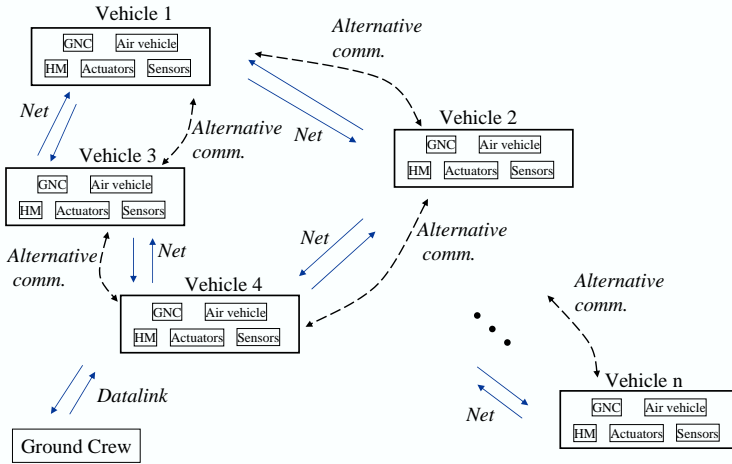 Vehicle 1
GNC Air vehicle
HM Actuators Sensors
Alternative
comm.
Net
Alternative
comm.
Net
Vehicle 2
GNC Air vehicle
HM Actuators Sensors
Vehicle 3
GNC Air vehicle
HM Actuators Sensors
Alternative
comm.
Net
Net
Alternative
comm.
Vehicle 4
GNC Air vehicle
HM Actuators Sensors
Alternative
comm.
Datalink
Net
Vehicle n
GNC Air vehicle
HM Actuators Sensors
Ground Crew